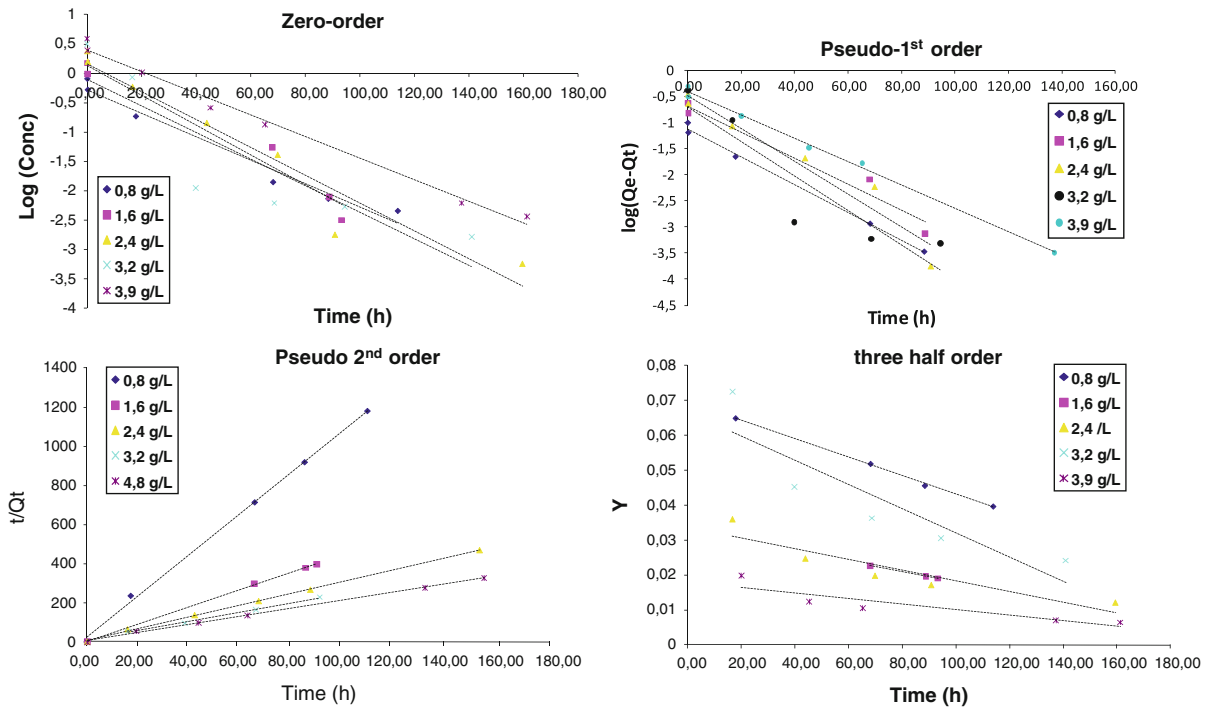 Zero-order
Log (Conc)
1
0,5
0
-0,5
-1
-1,5
-2
-2,5
-3
-3,5
-4
0,00 20,00 40,00 60,00 80,00 100,00 120,00 140,00 160,00 180,00
0,8 g/L
1,6 g/L
2,4 g/L
3,2 g/L
3,9 g/L
Time (h)
Pseudo-1st order
log(Qe-Qt)
0
-0,5
-1
-1,5
-2
-2,5
-3
-3,5
-4
-4,5
0,00 20,00 40,00 60,00 80,00 100,00 120,00 140,00 160,00
0,8 g/L
1,6 g/L
2,4 g/L
3,2 g/L
3,9 g/L
Time (h)
Pseudo 2nd order
t/Qt
1400
1200
1000
800
600
400
200
0
0,00 20,00 40,00 60,00 80,00 100,00 120,00 140,00 160,00 180,00
0,8 g/L
1,6 g/L
2,4 g/L
3,2 g/L
4,8 g/L
Time (h)
three half order
Y
0,08
0,07
0,06
0,05
0,04
0,03
0,02
0,01
0
0,00 20,00 40,00 60,00 80,00 100,00 120,00 140,00 160,00 180,00
0,8 g/L
1,6 g/L
2,4 /L
3,2 g/L
3,9 g/L
Time (h)